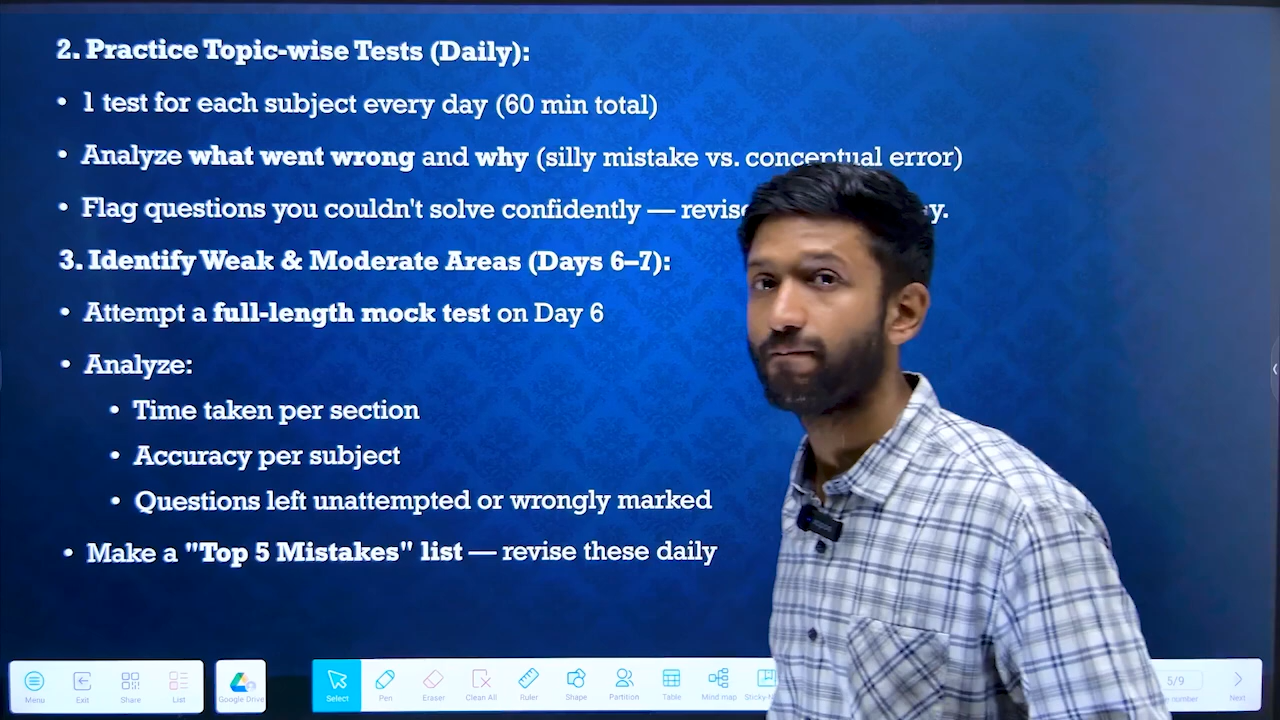 2. Practice Topic-wise Tests (Daily):
• 1 test for each subject every day (60 min total)
• Analyze what went wrong and why (silly mistake vs. conceptual error)
• Flag questions you couldn't solve confidently — revise
3. Identify Weak & Moderate Areas (Days 6–7):
• Attempt a full-length mock test on Day 6
• Analyze:
• Time taken per section
• Accuracy per subject
• Questions left unattempted or wrongly marked
• Make a "Top 5 Mistakes" list — revise these daily
Menu Exit Share List Google Drive Select Pen Eraser Clean All Ruler Shape Partition Table Mind map 5/9 number Next